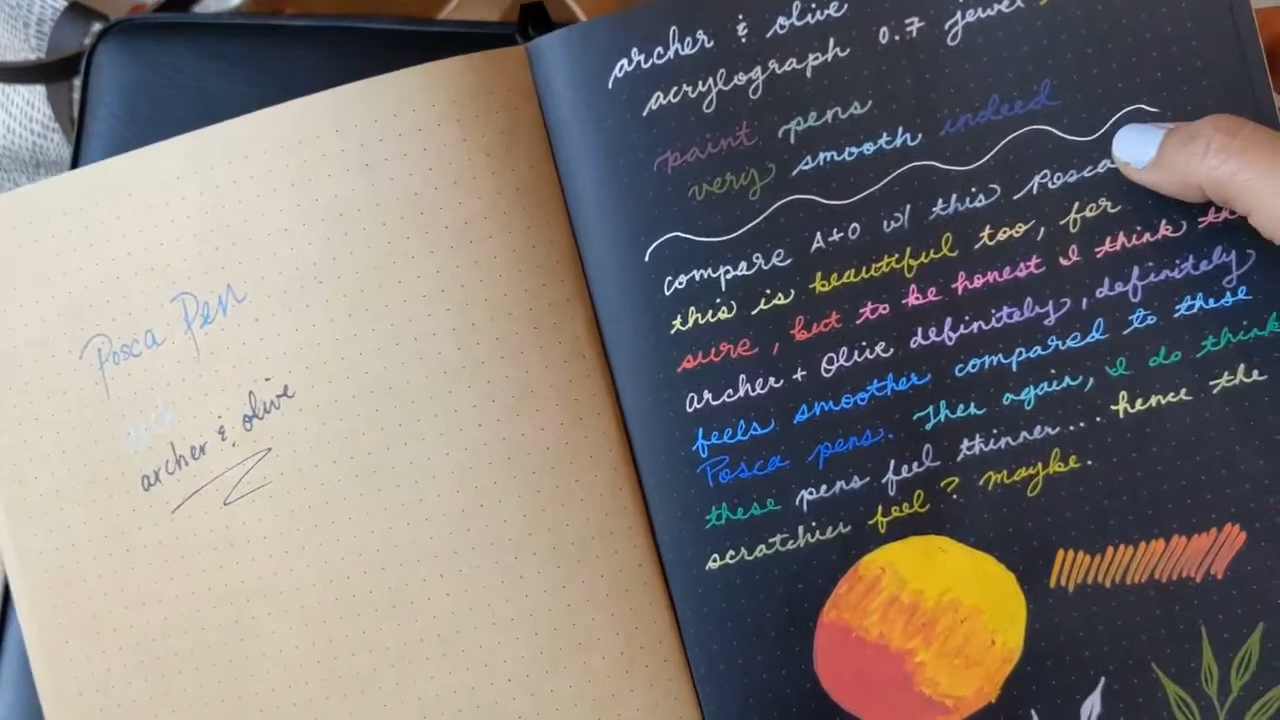 Posca Pen
and
archer & olive
archer & olive
acrylograph 0.7 jewel
paint pens
very smooth indeed
compare A+O w/ this Posca
this is beautiful too, for
sure, but to be honest I think th
archer + Olive definitely, definitely
feels smoother compared to these
Posca pens. Then again, I do think
these pens feel thinner... hence the
scratchier feel? maybe.